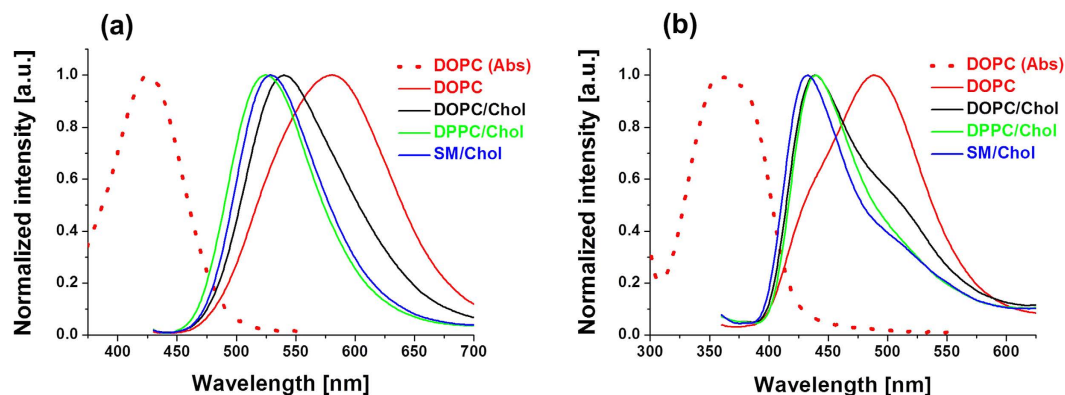 (a)
Normalized intensity [a.u.]
1.0
0.8
0.6
0.4
0.2
0.0
400 450 500 550 600 650 700
Wavelength [nm]
DOPC (Abs)
DOPC
DOPC/Chol
DPPC/Chol
SM/Chol
(b)
Normalized intensity [a.u.]
1.0
0.8
0.6
0.4
0.2
0.0
300 350 400 450 500 550 600
Wavelength [nm]
DOPC (Abs)
DOPC
DOPC/Chol
DPPC/Chol
SM/Chol